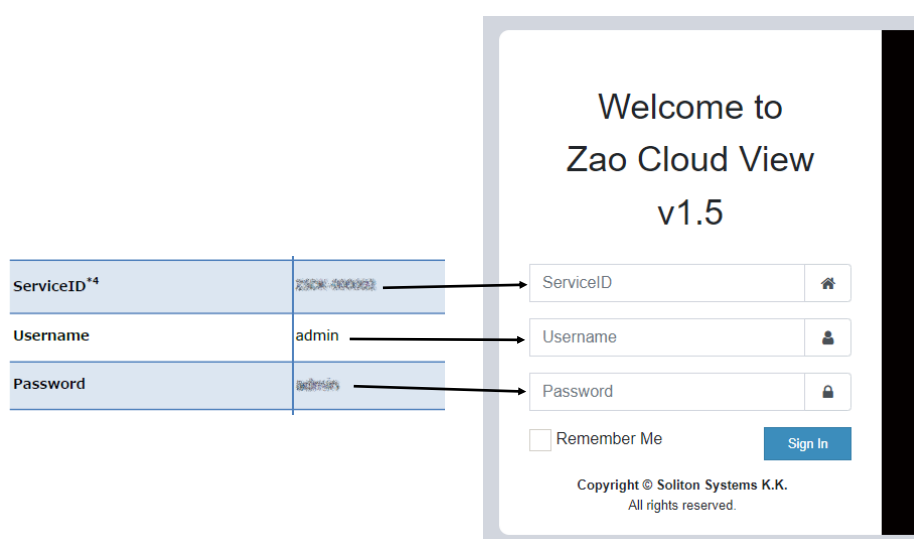 Welcome to
Zao Cloud View
v1.5
ServiceID*4
ServiceID
Username
admin
Username
Password
Password
Remember Me
Sign In
Copyright © Soliton Systems K.K.
All rights reserved.